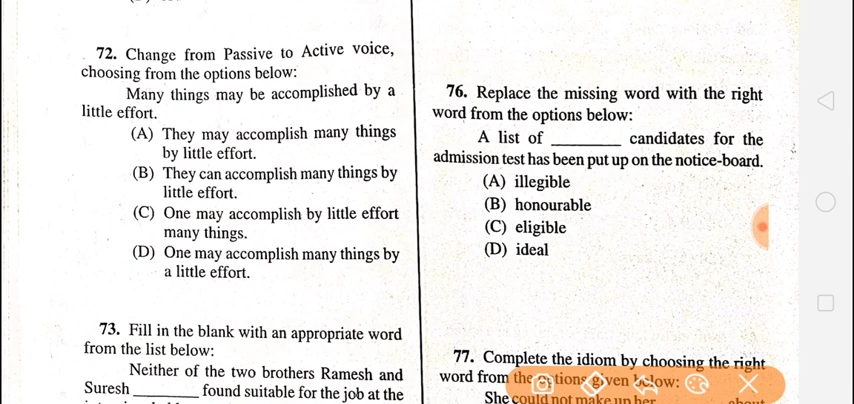 72. Change from Passive to Active voice,
choosing from the options below:
Many things may be accomplished by a
little effort.
(A) They may accomplish many things
by little effort.
(B) They can accomplish many things by
little effort.
(C) One may accomplish by little effort
many things.
(D) One may accomplish many things by
a little effort.
73. Fill in the blank with an appropriate word
from the list below:
Neither of the two brothers Ramesh and
Suresh ________ found suitable for the job at the
76. Replace the missing word with the right
word from the options below:
A list of ________ candidates for the
admission test has been put up on the notice-board.
(A) illegible
(B) honourable
(C) eligible
(D) ideal
77. Complete the idiom by choosing the right
word from the options given below:
She could not make up her about